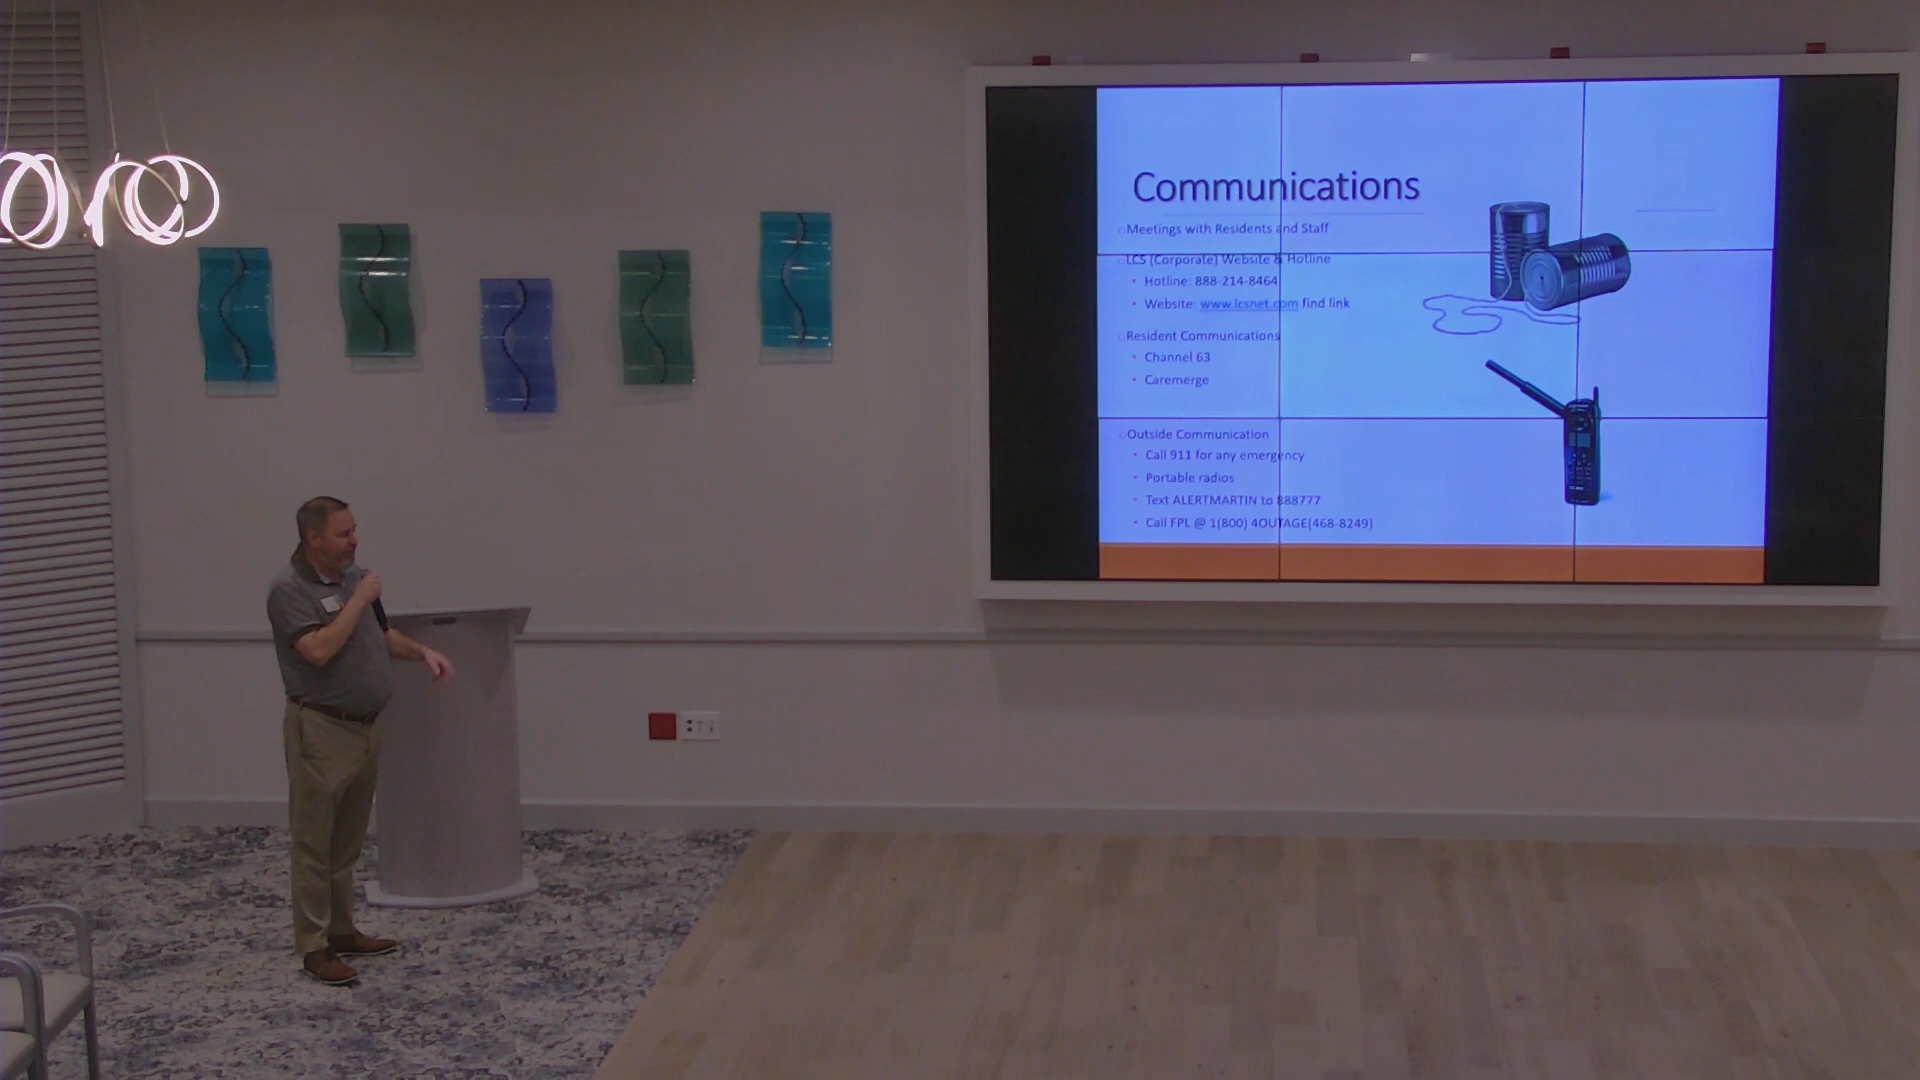 Communications
Meetings with Residents and Staff
LCS (Corporate) Website & Hotline
Hotline: 888-214-8464
Website: www.lcsnet.com find link
Resident Communications
Channel 63
Caremerge
Outside Communication
Call 911 for any emergency
Portable radios
Text ALERTMARTIN to 888777
Call FPL @ 1(800) 4OUTAGE(468-8249)